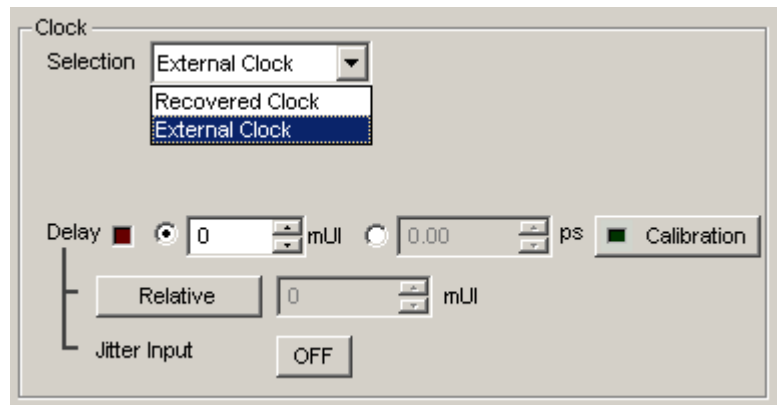 Clock
Selection External Clock
Recovered Clock
External Clock
Delay 0 mUI 0.00 ps Calibration
Relative 0 mUI
Jitter Input OFF